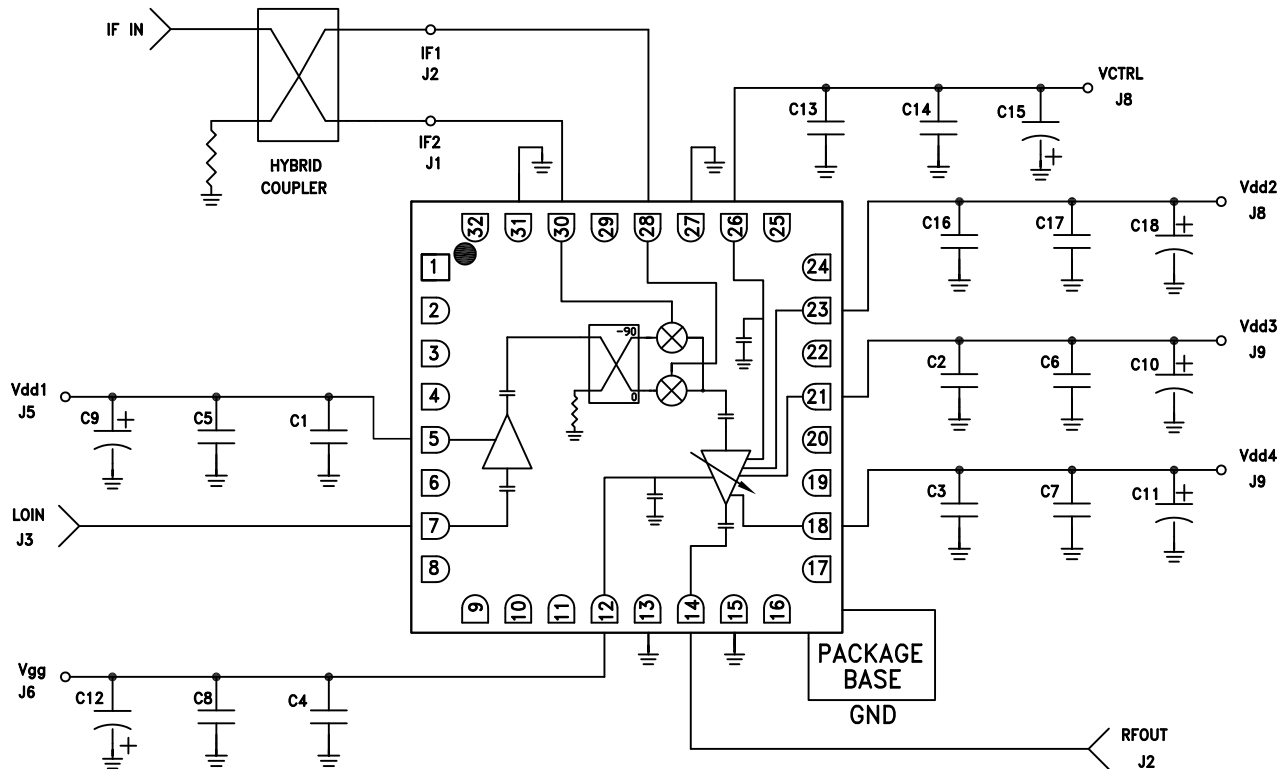 IF IN
IF1
J2
IF2
J1
HYBRID
COUPLER
VCTRL
J8
C13
C14
C15
+
Vdd2
J8
C16
C17
C18
+
Vdd3
J9
C2
C6
C10
+
Vdd4
J9
C3
C7
C11
+
Vdd1
J5
C9
+
C5
C1
LOIN
J3
Vgg
J6
C12
+
C8
C4
32
31
30
29
28
27
26
25
1
2
3
4
5
6
7
8
24
23
22
21
20
19
18
17
9
10
11
12
13
14
15
16
-90
0
PACKAGE
BASE
GND
RFOUT
J2